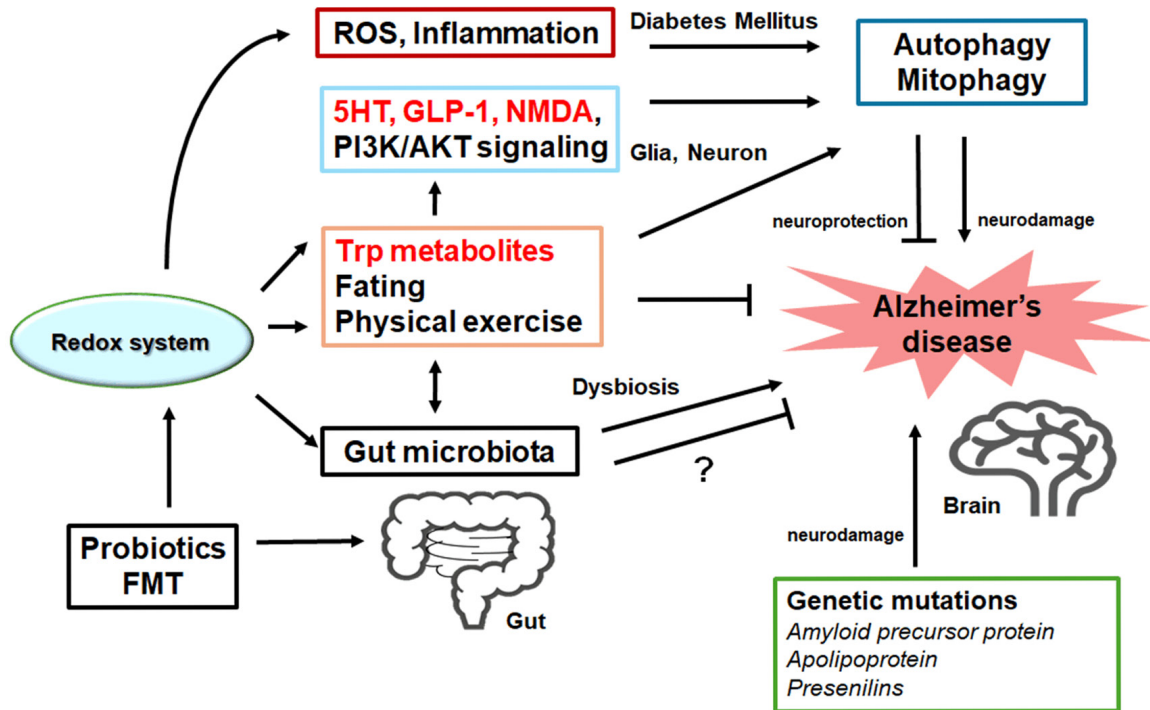 ROS, Inflammation
Diabetes Mellitus
Autophagy
Mitophagy
5HT, GLP-1, NMDA,
PI3K/AKT signaling
Glia, Neuron
neuroprotection
neurodamage
Trp metabolites
Fating
Physical exercise
Redox system
Alzheimer's
disease
Dysbiosis
Gut microbiota
?
Brain
Probiotics
FMT
Gut
neurodamage
Genetic mutations
Amyloid precursor protein
Apolipoprotein
Presenilins